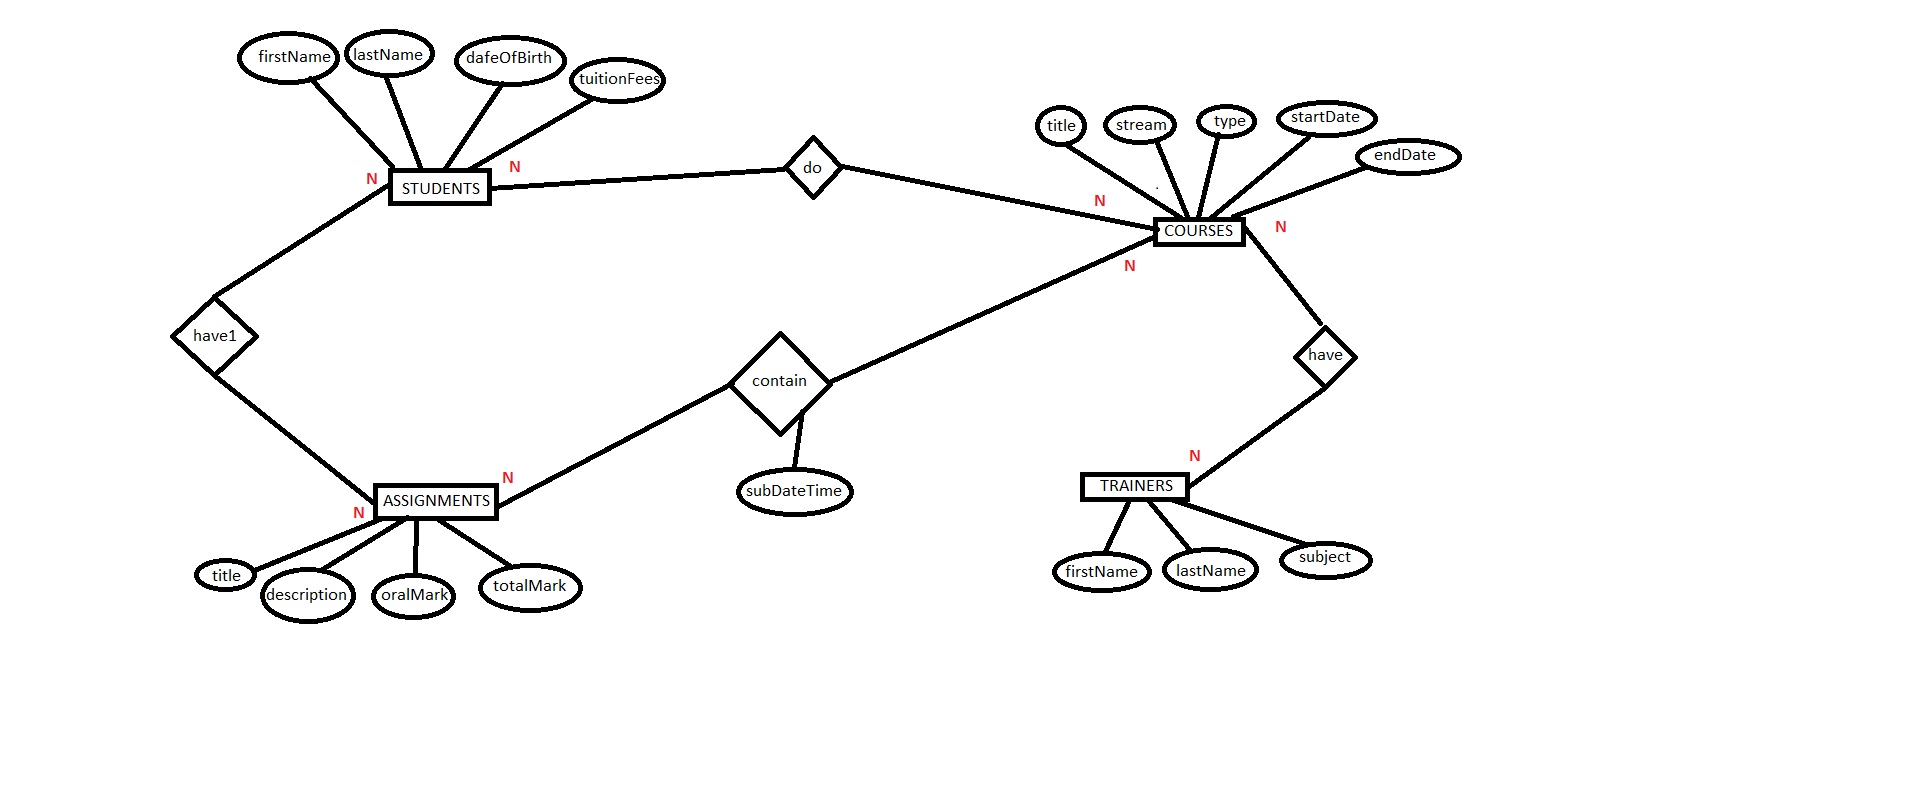 firstName
lastName
dafeOfBirth
tuitionFees
title
stream
type
startDate
endDate
N
STUDENTS
N
do
N
COURSES
N
N
have1
contain
have
N
N
ASSIGNMENTS
N
subDateTime
TRAINERS
title
description
oralMark
totalMark
firstName
lastName
subject